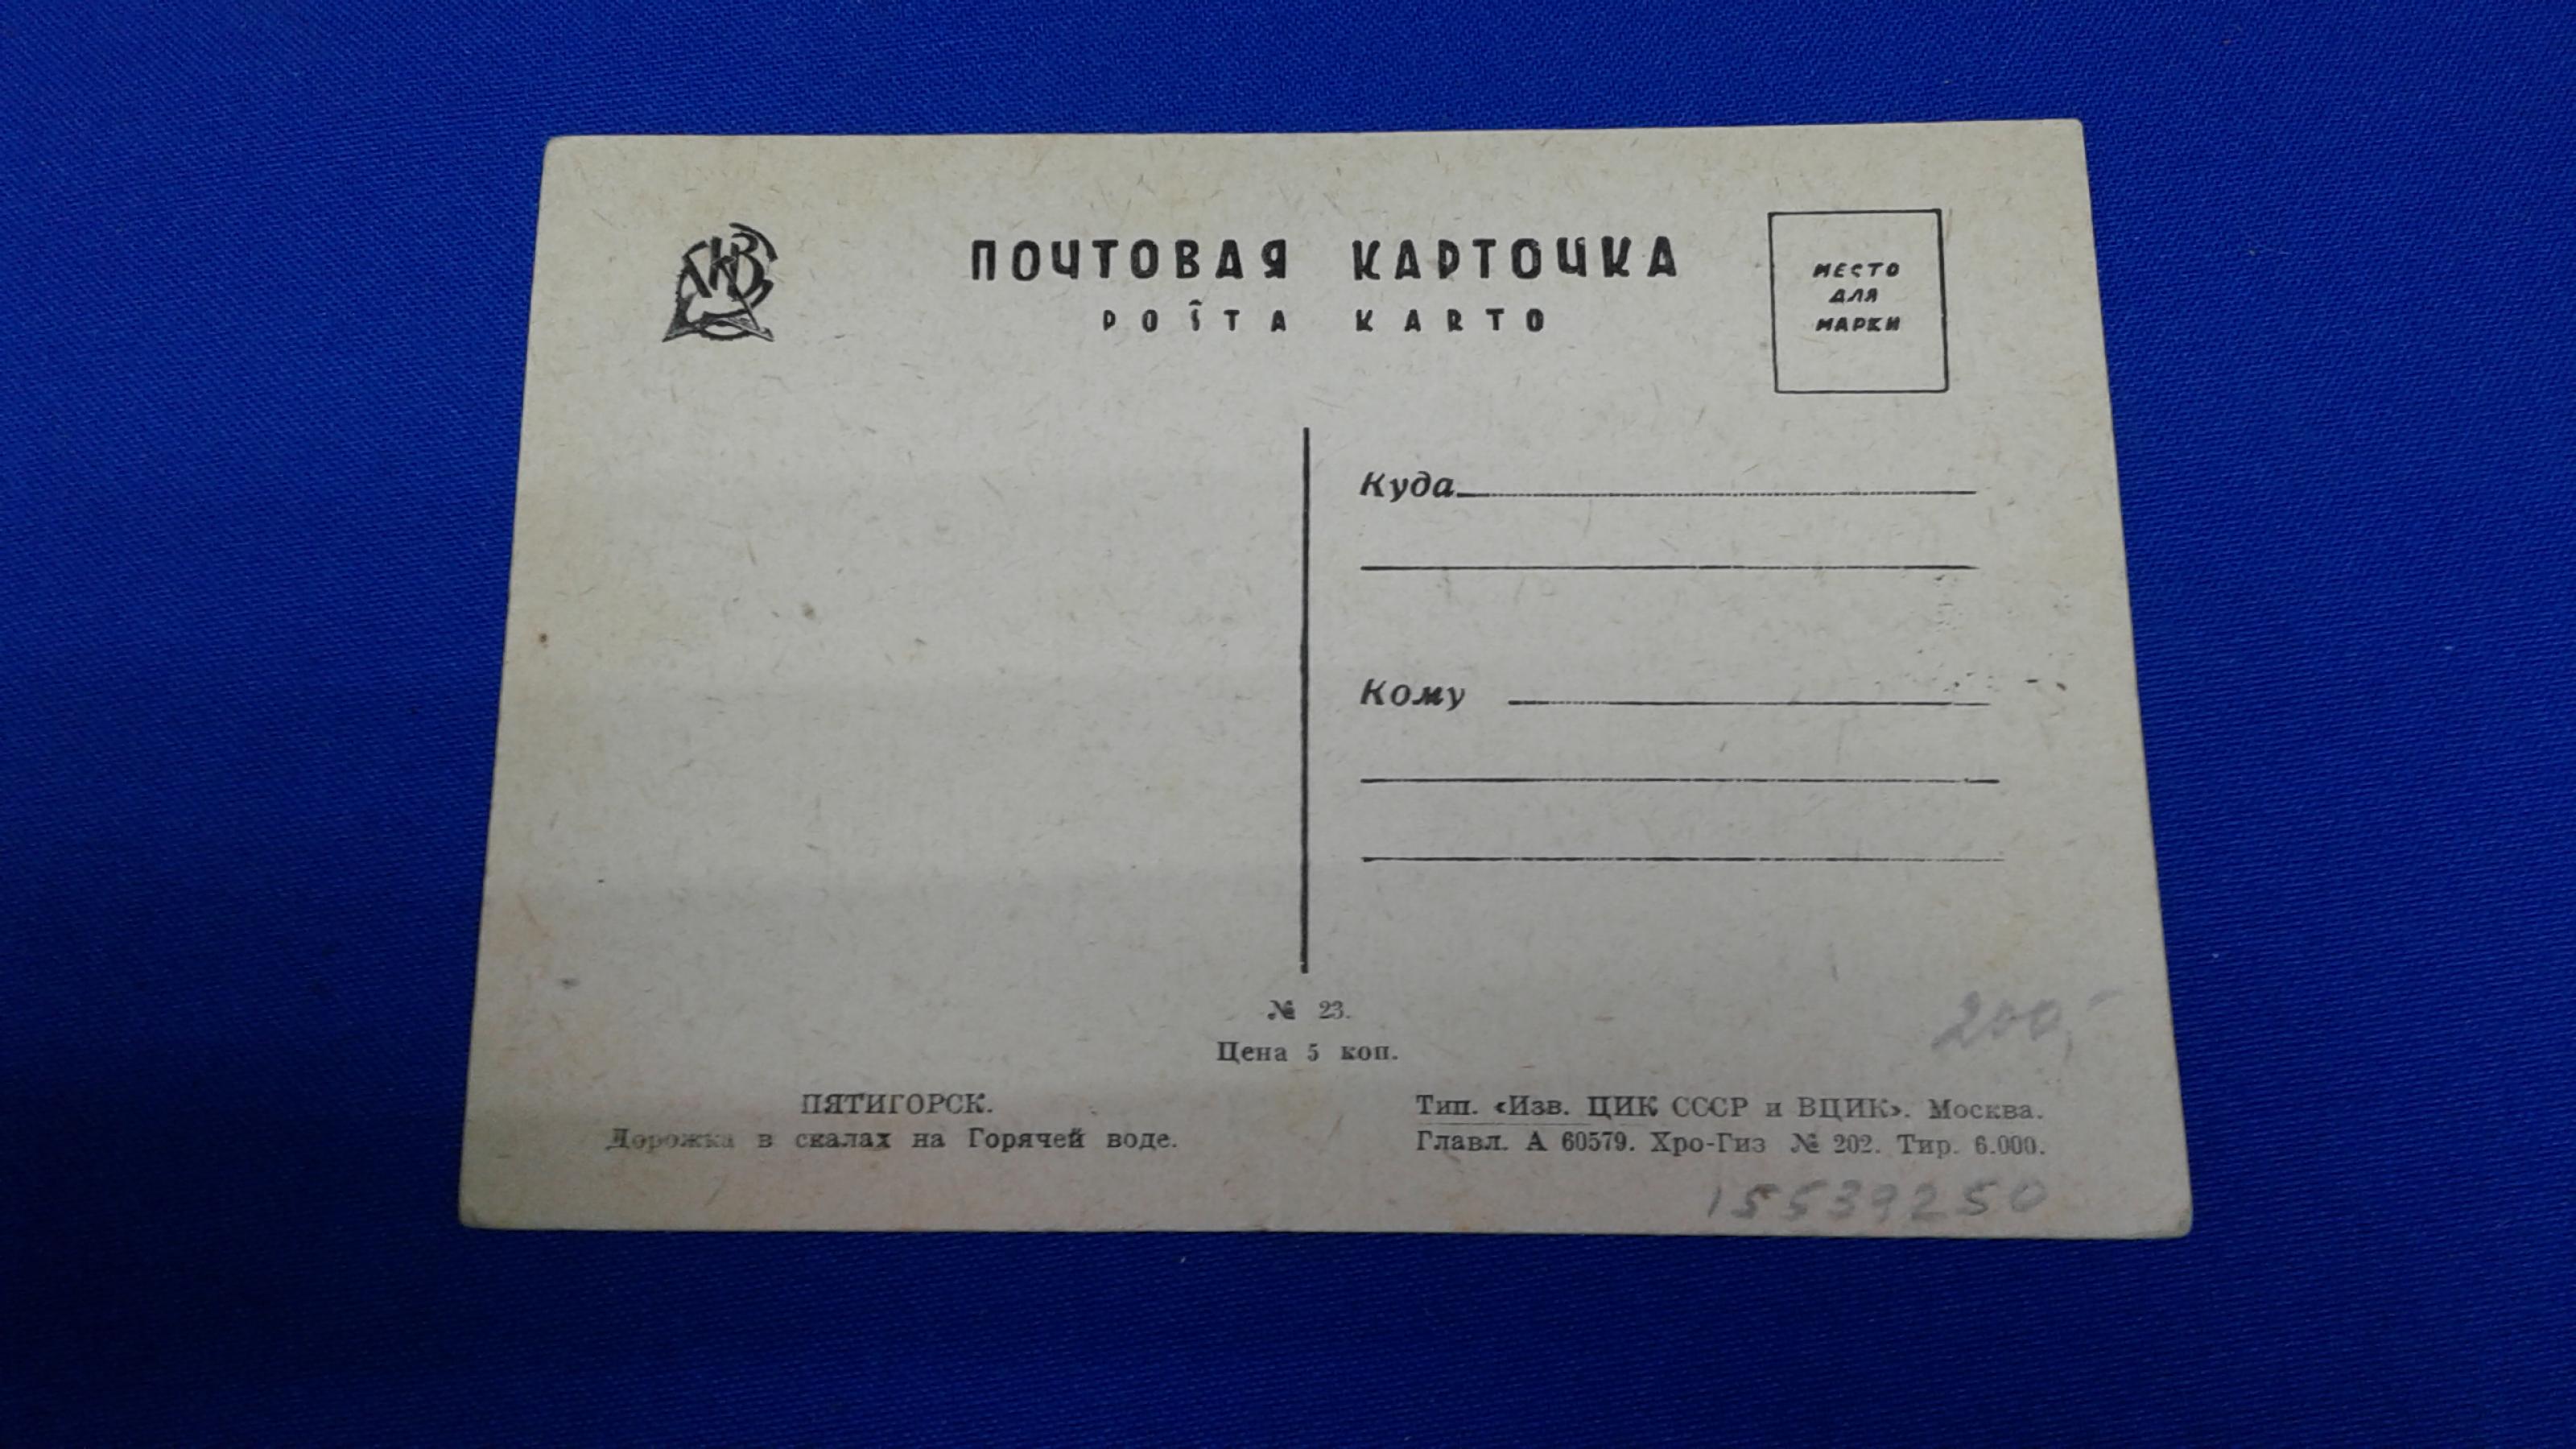 ПОЧТОВАЯ КАРТОЧКА
POŜTA KARTO
МЕСТО
ДЛЯ
МАРКИ
Куда
Кому
№ 23.
Цена 5 коп.
ПЯТИГОРСК.
Дорожка в скалах на Горячей воде.
Тип. «Изв. ЦИК СССР и ВЦИК». Москва.
Главл. А 60579. Хро-Гиз № 202. Тир. 6.000.
200,-
15539250